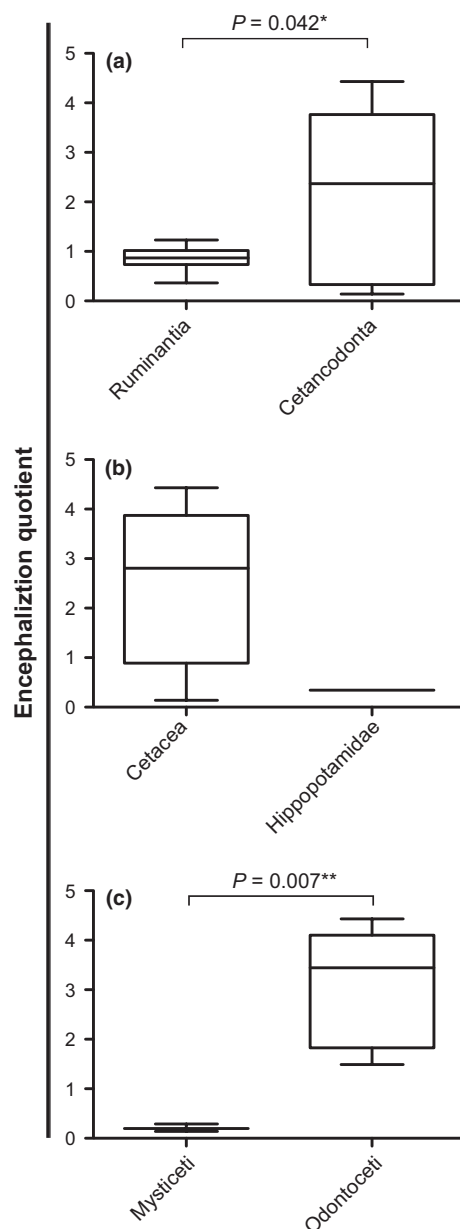 Encephaliztion quotient
P = 0.042*
(a)
5
4
3
2
1
0
Ruminantia
Cetancodonta
(b)
5
4
3
2
1
0
Cetacea
Hippopotamidae
P = 0.007**
(c)
5
4
3
2
1
0
Mysticeti
Odontoceti